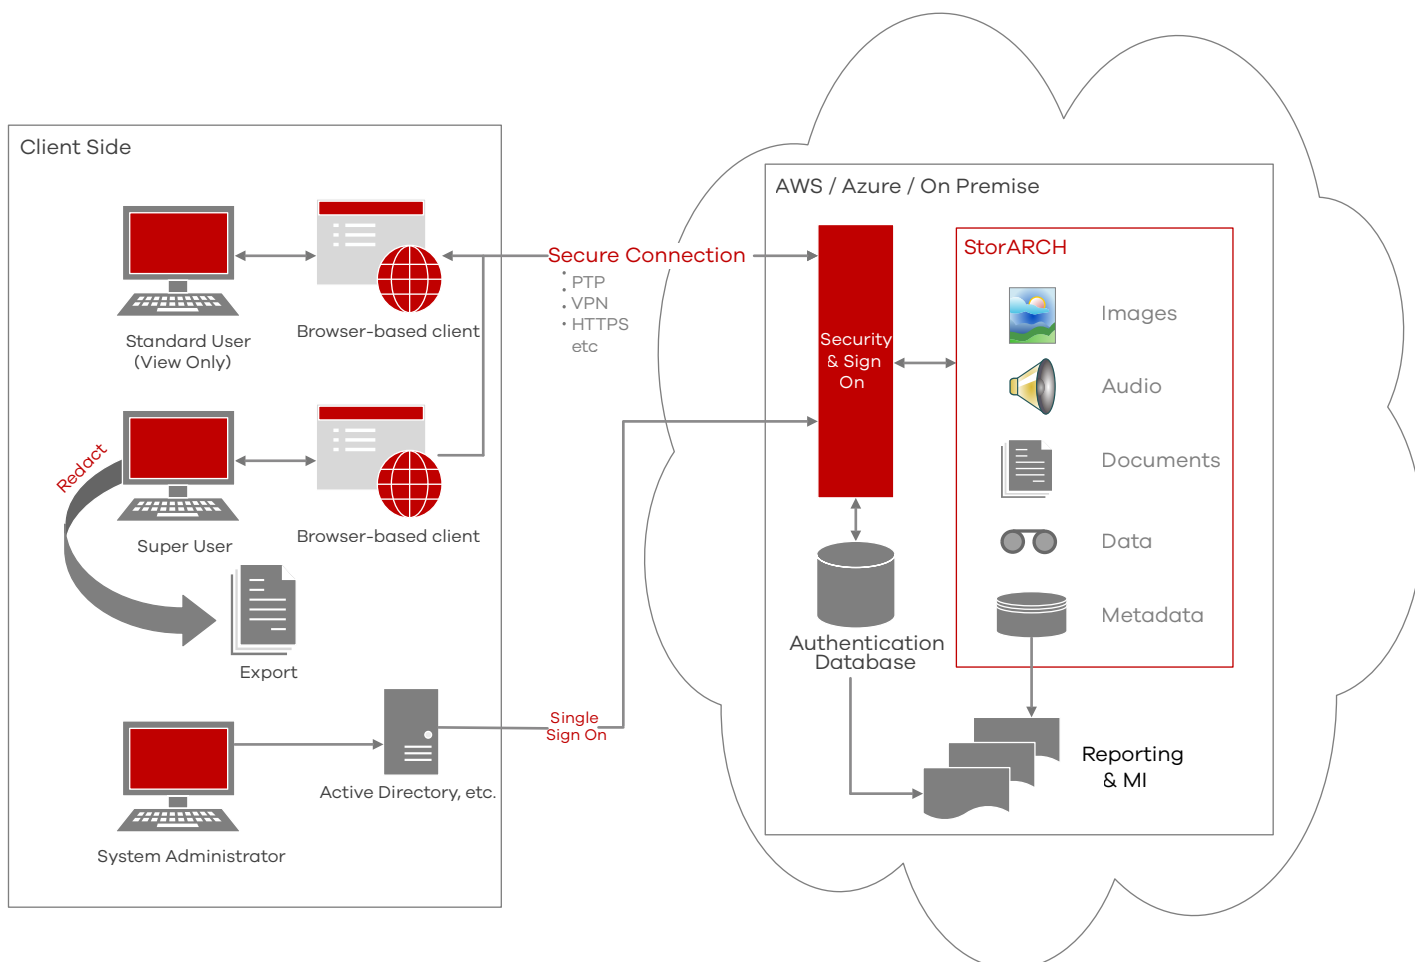 Client Side
AWS / Azure / On Premise
StorARCH
Secure Connection
• PTP
• VPN
• HTTPS
etc
Images
Standard User
(View Only)
Browser-based client
Security
& Sign
On
Audio
Redact
Documents
Super User
Browser-based client
Data
Metadata
Authentication
Database
Export
Single
Sign On
Active Directory, etc.
Reporting
& MI
System Administrator